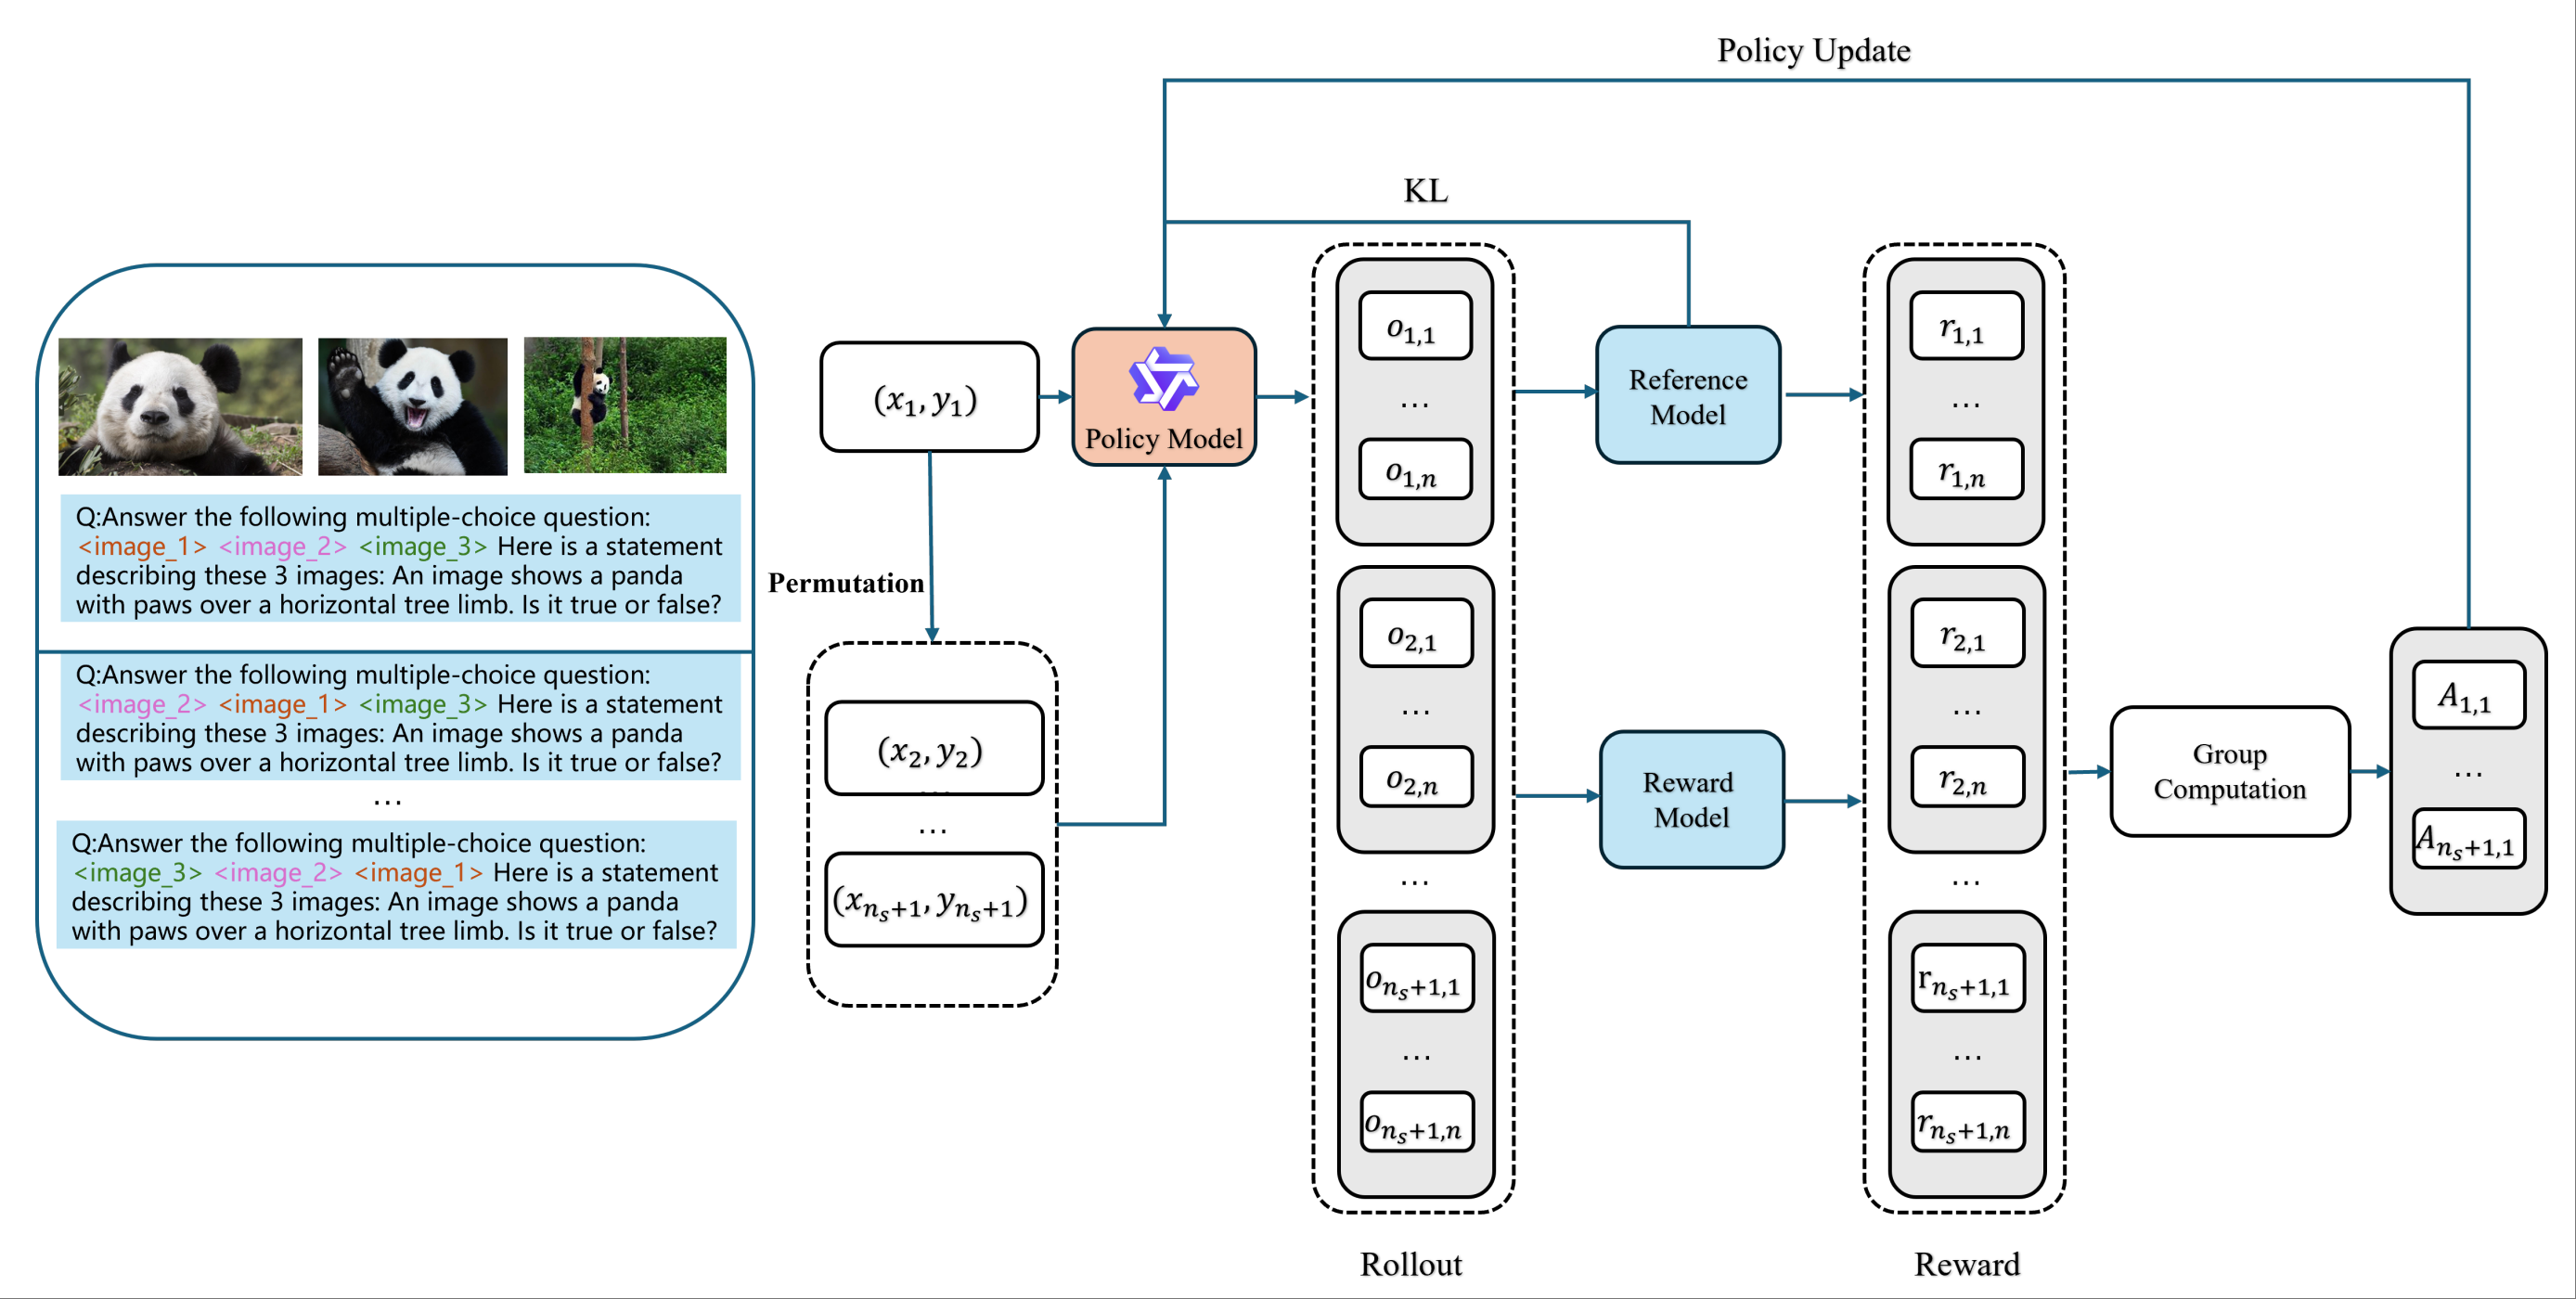 Policy Update
KL
Q:Answer the following multiple-choice question:
<image_1> <image_2> <image_3> Here is a statement
describing these 3 images: An image shows a panda
with paws over a horizontal tree limb. Is it true or false?
Q:Answer the following multiple-choice question:
<image_2> <image_1> <image_3> Here is a statement
describing these 3 images: An image shows a panda
with paws over a horizontal tree limb. Is it true or false?
...
Q:Answer the following multiple-choice question:
<image_3> <image_2> <image_1> Here is a statement
describing these 3 images: An image shows a panda
with paws over a horizontal tree limb. Is it true or false?
(x₁, y₁)
Permutation
(x₂, y₂)
...
...
(x_{n_s+1}, y_{n_s+1})
Policy Model
o_{1,1}
...
o_{1,n}
o_{2,1}
...
o_{2,n}
...
o_{n_s+1,1}
...
o_{n_s+1,n}
Rollout
Reference
Model
Reward
Model
r_{1,1}
...
r_{1,n}
r_{2,1}
...
r_{2,n}
...
r_{n_s+1,1}
...
r_{n_s+1,n}
Reward
Group
Computation
A_{1,1}
...
A_{n_s+1,1}